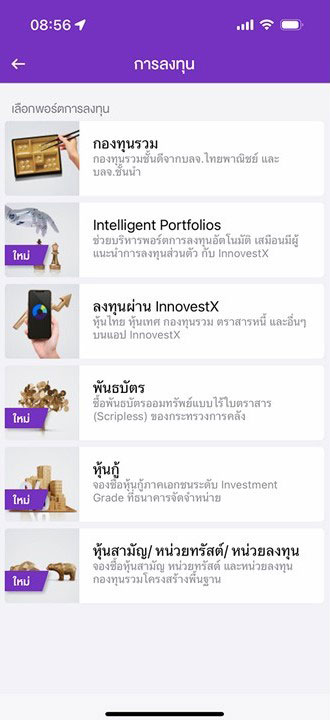 08:56
การลงทุน
เลือกพอร์ตการลงทุน
กองทุนรวม
กองทุนรวมชั้นดีจากบลจ.ไทยพาณิชย์ และ
บลจ.ชั้นนำ
Intelligent Portfolios
ช่วยบริหารพอร์ตการลงทุนอัตโนมัติ เสมือนมีผู้
แนะนำการลงทุนส่วนตัว กับ InnovestX
ใหม่
ลงทุนผ่าน InnovestX
หุ้นไทย หุ้นเทศ กองทุนรวม ตราสารหนี้ และอื่นๆ
บนแอป InnovestX
พันธบัตร
ซื้อพันธบัตรออมทรัพย์แบบไร้ใบตราสาร
(Scripless) ของกระทรวงการคลัง
ใหม่
หุ้นกู้
จองซื้อหุ้นกู้ภาคเอกชนระดับ Investment
Grade ที่ธนาคารจัดจำหน่าย
ใหม่
หุ้นสามัญ/ หน่วยทรัสต์/ หน่วยลงทุน
จองซื้อหุ้นสามัญ หน่วยทรัสต์ และหน่วยลงทุน
กองทุนรวมโครงสร้างพื้นฐาน
ใหม่